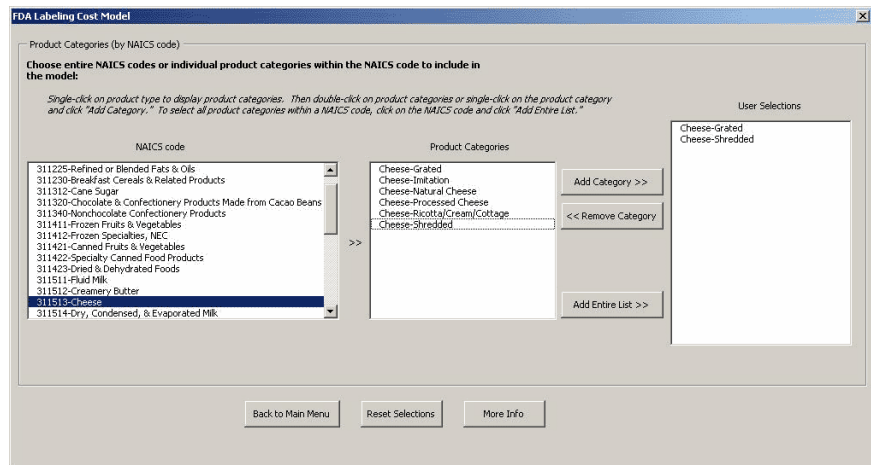 FDA Labeling Cost Model
Product Categories (by NAICS code)
Choose entire NAICS codes or individual product categories within the NAICS code to include in
the model:
Single-click on product type to display product categories. Then double-click on product categories or single-click on the product category
and click "Add Category." To select all product categories within a NAICS code, click on the NAICS code and click "Add Entire List."
NAICS code
311225-Refined or Blended Fats & Oils
311230-Breakfast Cereals & Related Products
311312-Cane Sugar
311320-Chocolate & Confectionery Products Made from Cacao Beans
311340-Nonchocolate Confectionery Products
311411-Frozen Fruits & Vegetables
311412-Frozen Specialties, NEC
311421-Canned Fruits & Vegetables
311422-Specialty Canned Food Products
311423-Dried & Dehydrated Foods
311511-Fluid Milk
311512-Creamery Butter
311513-Cheese
311514-Dry, Condensed, & Evaporated Milk
>>
Product Categories
Cheese-Grated
Cheese-Imitation
Cheese-Natural Cheese
Cheese-Processed Cheese
Cheese-Ricotta/Cream/Cottage
Cheese-Shredded
Add Category >>
<< Remove Category
Add Entire List >>
User Selections
Cheese-Grated
Cheese-Shredded
Back to Main Menu
Reset Selections
More Info